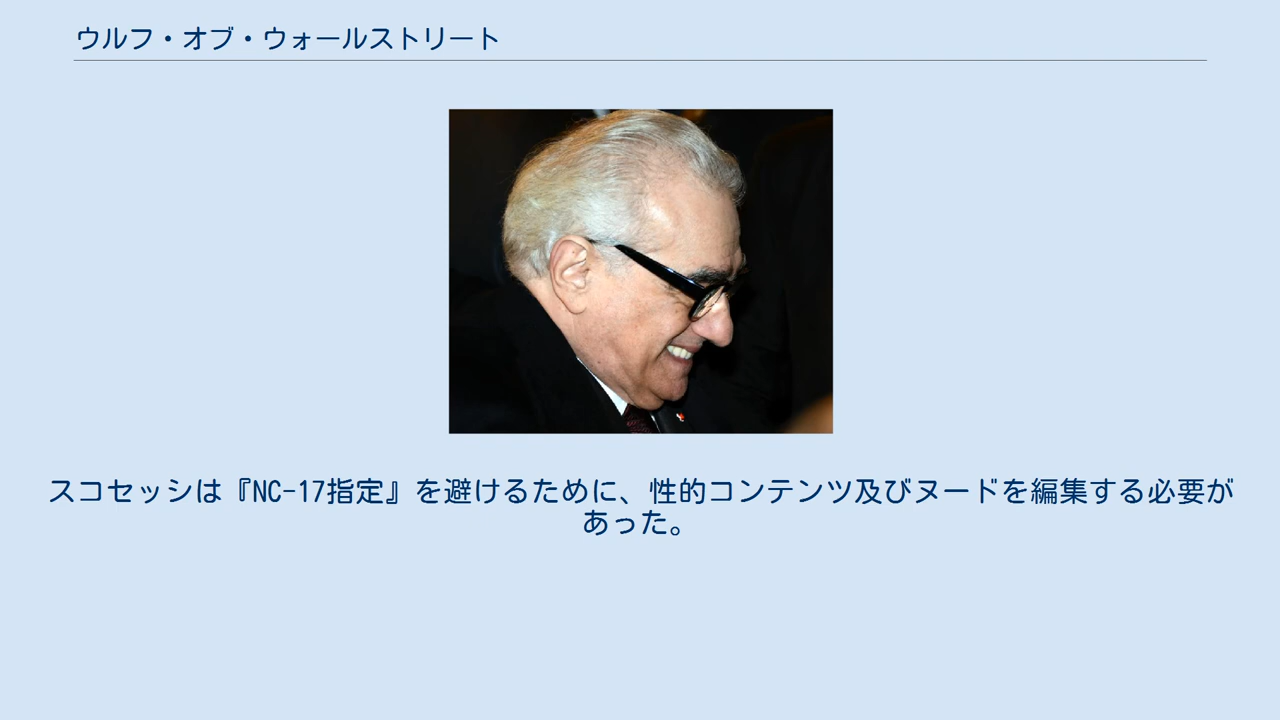 ウルフ・オブ・ウォールストリート
スコセッシは『NC-17指定』を避けるために、性的コンテンツ及びヌードを編集する必要が
あった。